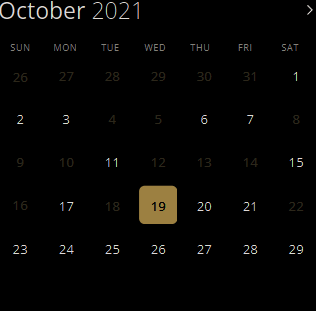 October 2021 >
SUN MON TUE WED THU FRI SAT
26 27 28 29 30 31 1
2 3 4 5 6 7 8
9 10 11 12 13 14 15
16 17 18 19 20 21 22
23 24 25 26 27 28 29